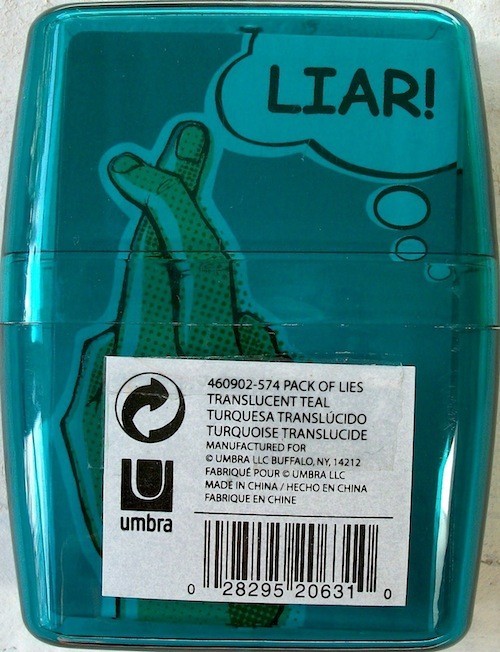 LIAR!
460902-574 PACK OF LIES
TRANSLUCENT TEAL
TURQUESA TRANSLÚCIDO
TURQUOISE TRANSLUCIDE
MANUFACTURED FOR
© UMBRA LLC BUFFALO, NY, 14212
FABRIQUÉ POUR © UMBRA LLC
MADE IN CHINA / HECHO EN CHINA
FABRIQUE EN CHINE
umbra
0 28295 20631 0